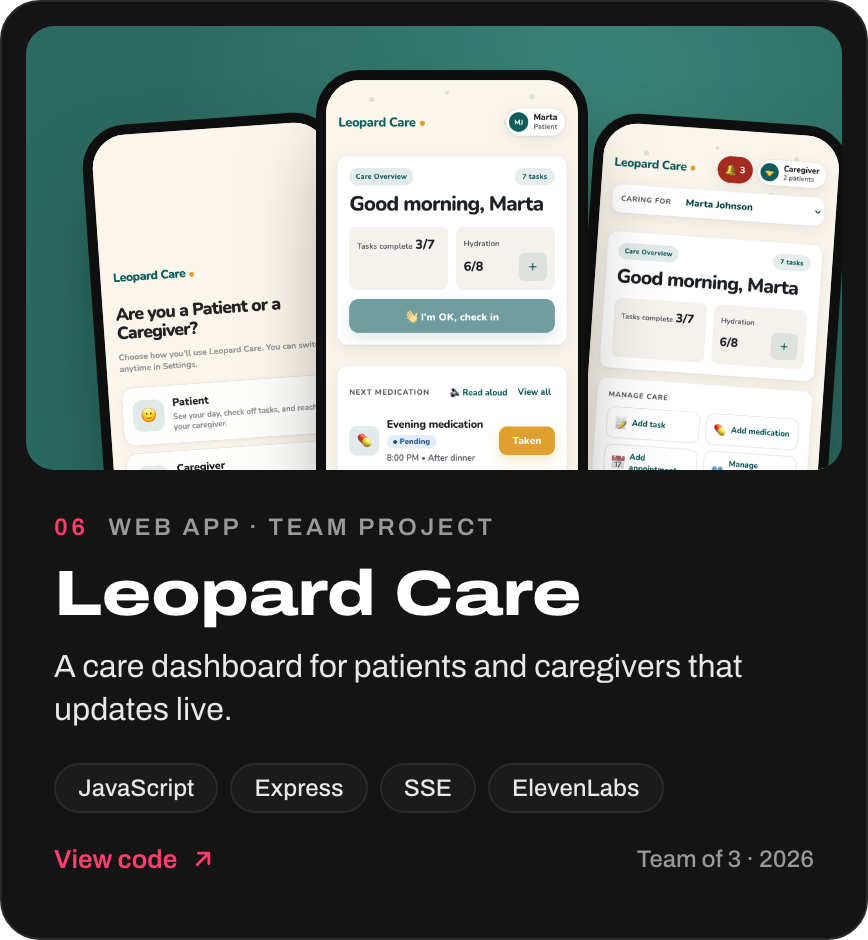 Leopard Care
Are you a Patient or a
Caregiver?
Choose how you'll use Leopard Care. You can
anytime in Settings.
Patient
See your day, check off tasks, and reach
your caregiver.
Caregiver
Leopard Care
MJ
Marta
Patient
Care Overview
7 tasks
Good morning, Marta
Tasks complete 3/7
Hydration
6/8
+
👋 I'm OK, check in
NEXT MEDICATION
Read aloud
View all
Evening medication
• Pending
8:00 PM • After dinner
Taken
Leopard Care
3
Caregiver
2 patients
CARING FOR
Marta Johnson
Care Overview
7 tasks
Good morning, Marta
Tasks complete 3/7
Hydration
6/8
+
MANAGE CARE
Add task
Add medication
Add
appointment
Manage
06 WEB APP · TEAM PROJECT
Leopard Care
A care dashboard for patients and caregivers that
updates live.
JavaScript
Express
SSE
ElevenLabs
View code ↗
Team of 3 · 2026